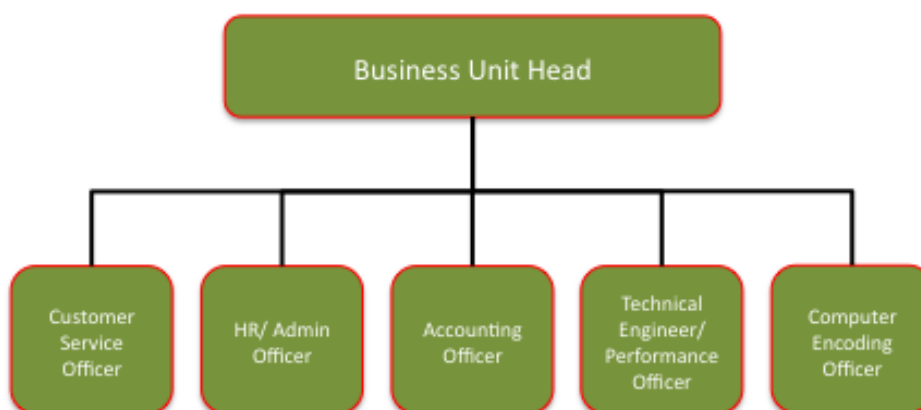 Business Unit Head
Customer
Service
Officer
HR/ Admin
Officer
Accounting
Officer
Technical
Engineer/
Performance
Officer
Computer
Encoding
Officer